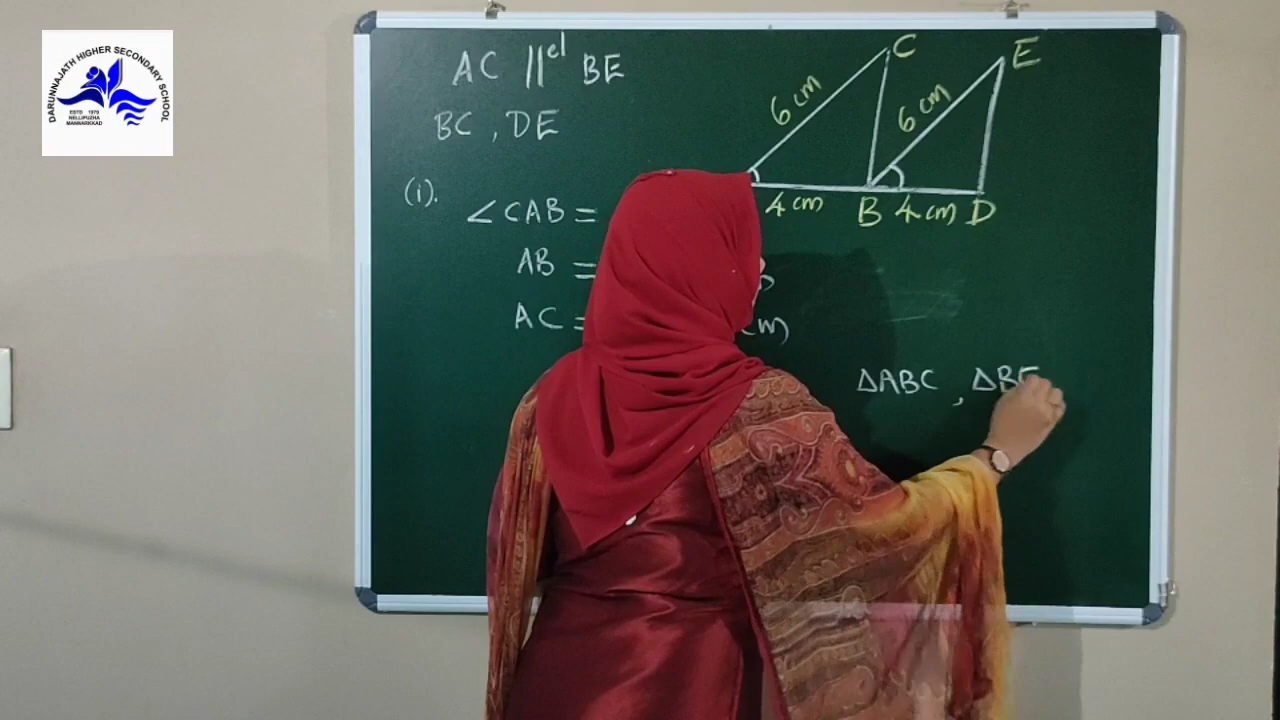 DARUNNAJATH HIGHER SECONDARY SCHOOL
ESTD 1976
NELLIPUZHA
MANNARKKAD
AC ||el BE
BC , DE
(i).
∠CAB =
AB =
AC =
cm)
C
E
6 cm
6 cm
4 cm B 4 cm D
ΔABC , ΔBE